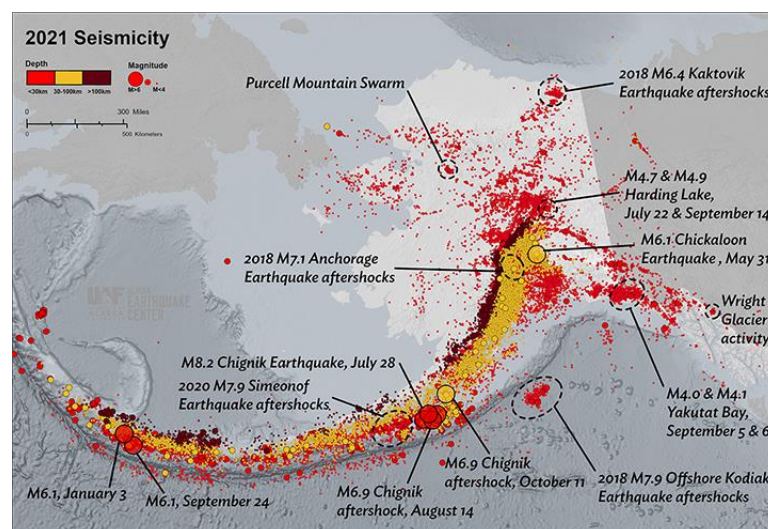 2021 Seismicity
Depth
Magnitude
<30km 30-100km >100km
M>6 M<4
0 300 Miles
0 500 Kilometers
Purcell Mountain Swarm
2018 M6.4 Kaktovik
Earthquake aftershocks
M4.7 & M4.9
Harding Lake,
July 22 & September 14
2018 M7.1 Anchorage
Earthquake aftershocks
M6.1 Chickaloon
Earthquake , May 31
UAF
ALASKA
EARTHQUAKE
CENTER
Wright
Glacier
activity
M8.2 Chignik Earthquake, July 28
2020 M7.9 Simeonof
Earthquake aftershocks
M4.0 & M4.1
Yakutat Bay,
September 5 & 6
M6.1, January 3
M6.1, September 24
M6.9 Chignik
aftershock, August 14
M6.9 Chignik
aftershock, October 11
2018 M7.9 Offshore Kodiak
Earthquake aftershocks